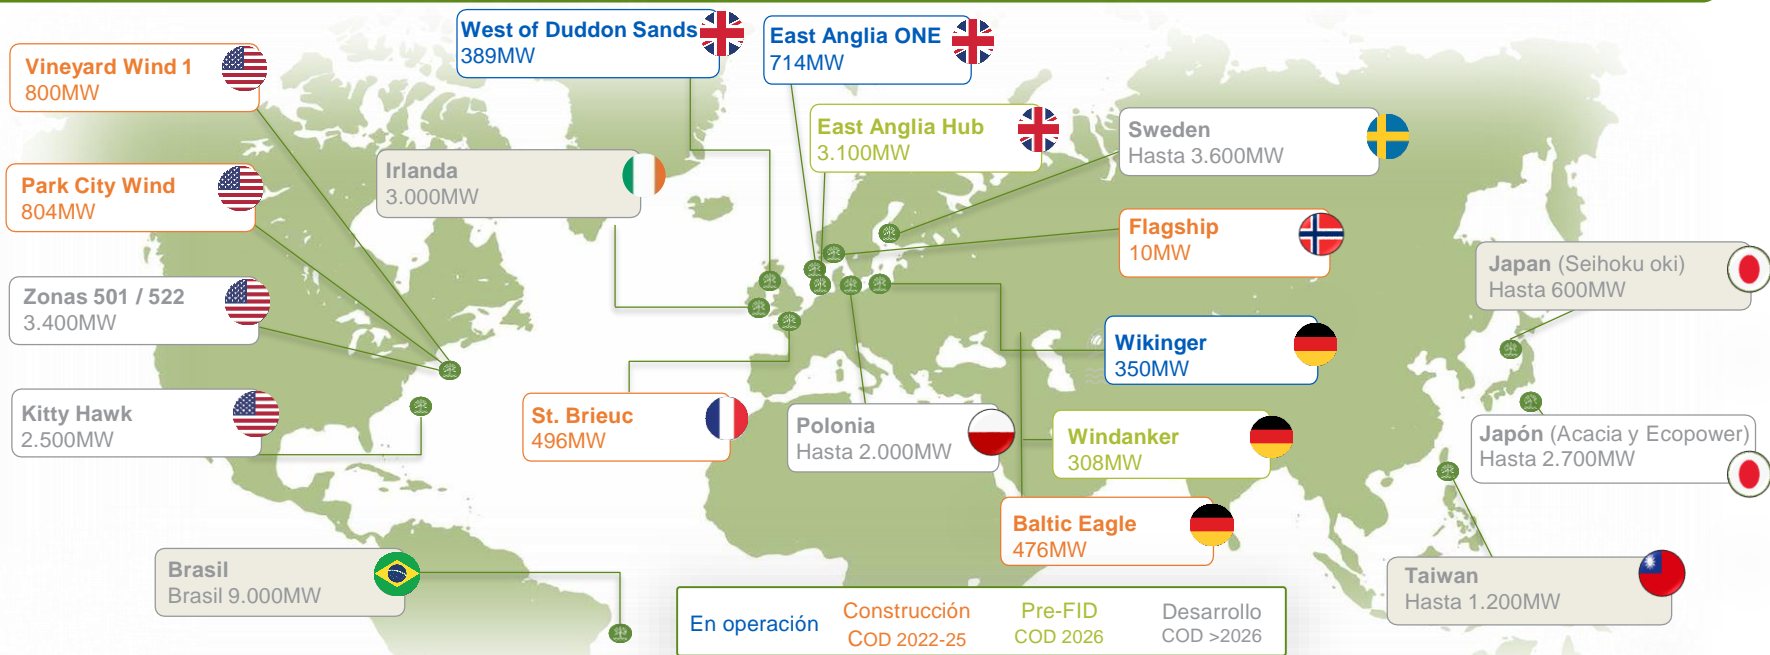 West of Duddon Sands
389MW
East Anglia ONE
714MW
Vineyard Wind 1
800MW
East Anglia Hub
3.100MW
Sweden
Hasta 3.600MW
Irlanda
3.000MW
Park City Wind
804MW
Flagship
10MW
Japan (Seihoku oki)
Hasta 600MW
Zonas 501 / 522
3.400MW
Wikinger
350MW
Kitty Hawk
2.500MW
St. Brieuc
496MW
Polonia
Hasta 2.000MW
Windanker
308MW
Japón (Acacia y Ecopower)
Hasta 2.700MW
Baltic Eagle
476MW
Brasil
Brasil 9.000MW
Taiwan
Hasta 1.200MW
En operación
Construcción
COD 2022-25
Pre-FID
COD 2026
Desarrollo
COD >2026